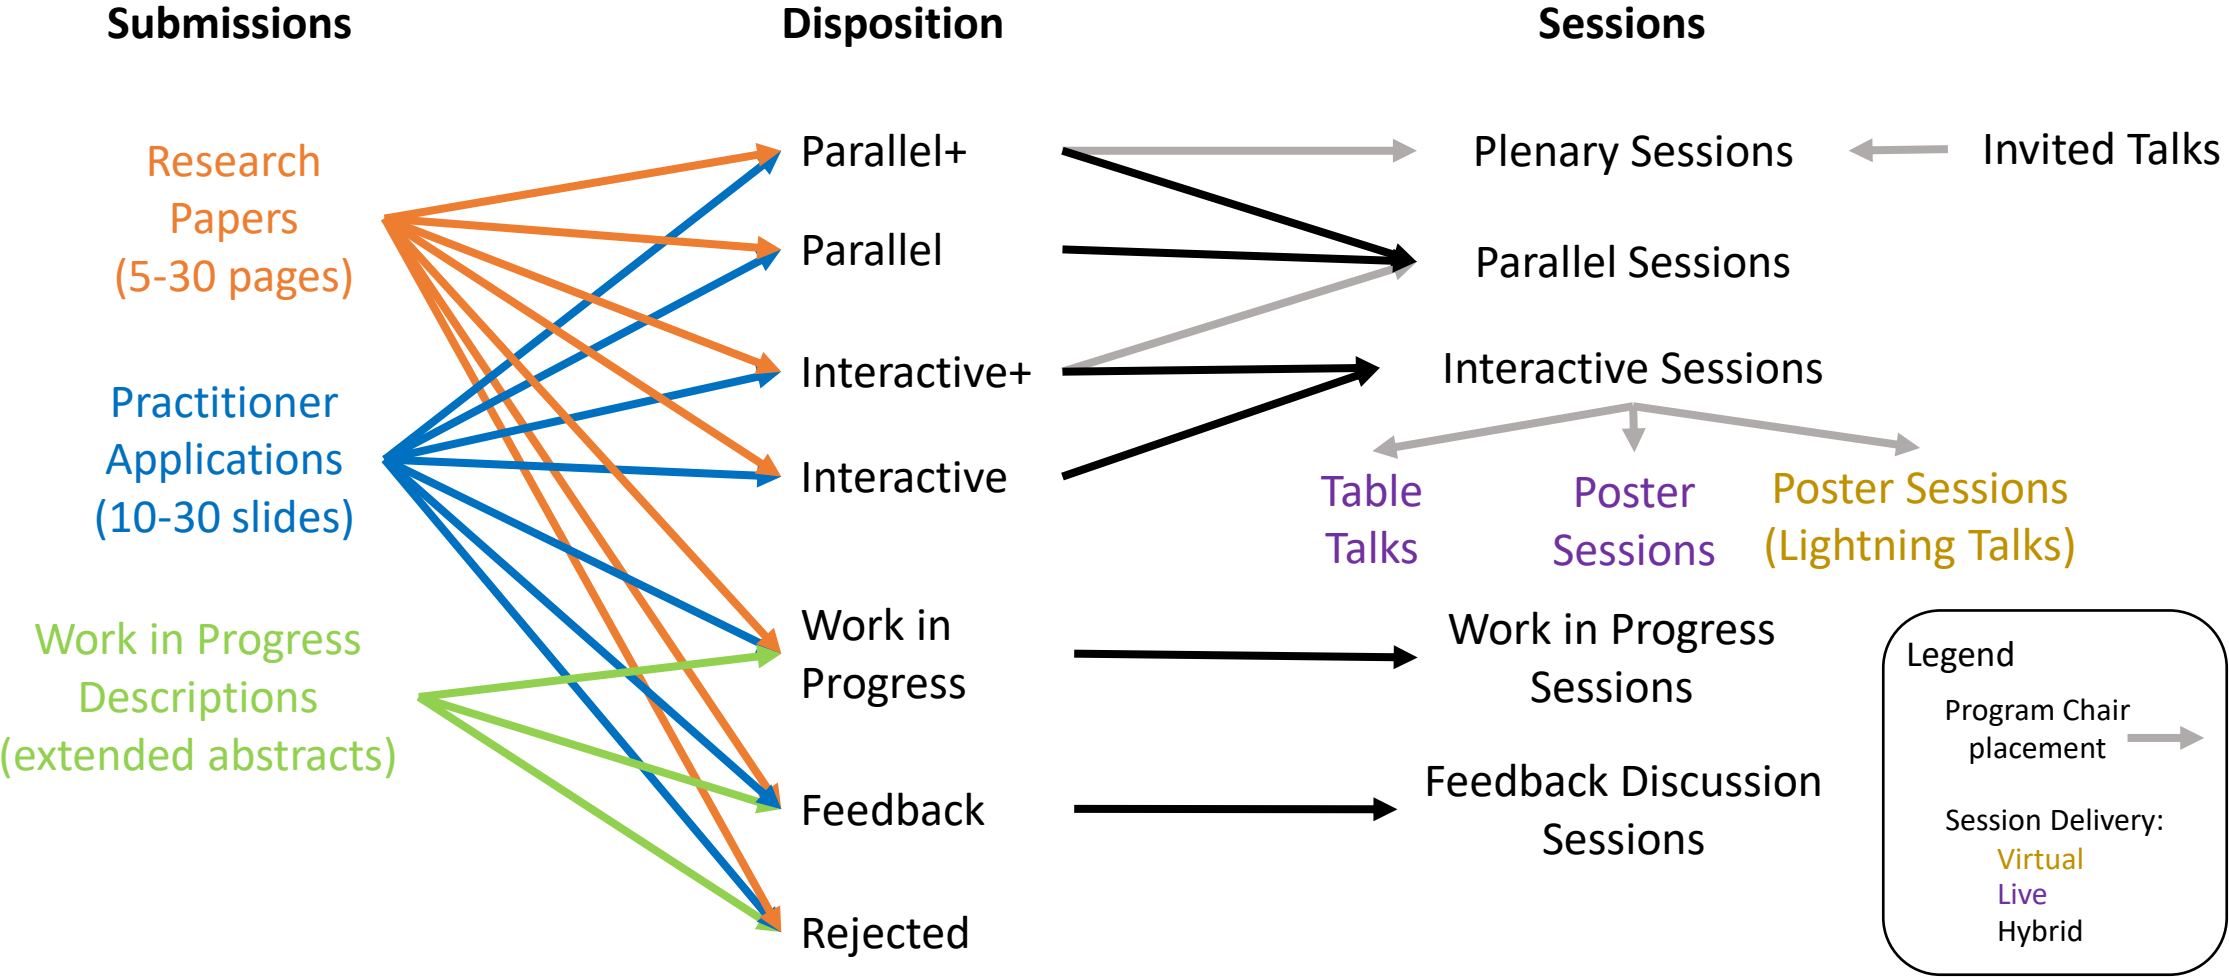 Submissions
Disposition
Sessions
Research
Papers
(5-30 pages)
Practitioner
Applications
(10-30 slides)
Work in Progress
Descriptions
(extended abstracts)
Parallel+
Parallel
Interactive+
Interactive
Work in
Progress
Feedback
Rejected
Plenary Sessions
Invited Talks
Parallel Sessions
Interactive Sessions
Table
Talks
Poster
Sessions
Poster Sessions
(Lightning Talks)
Work in Progress
Sessions
Feedback Discussion
Sessions
Legend
Program Chair
placement
Session Delivery:
Virtual
Live
Hybrid